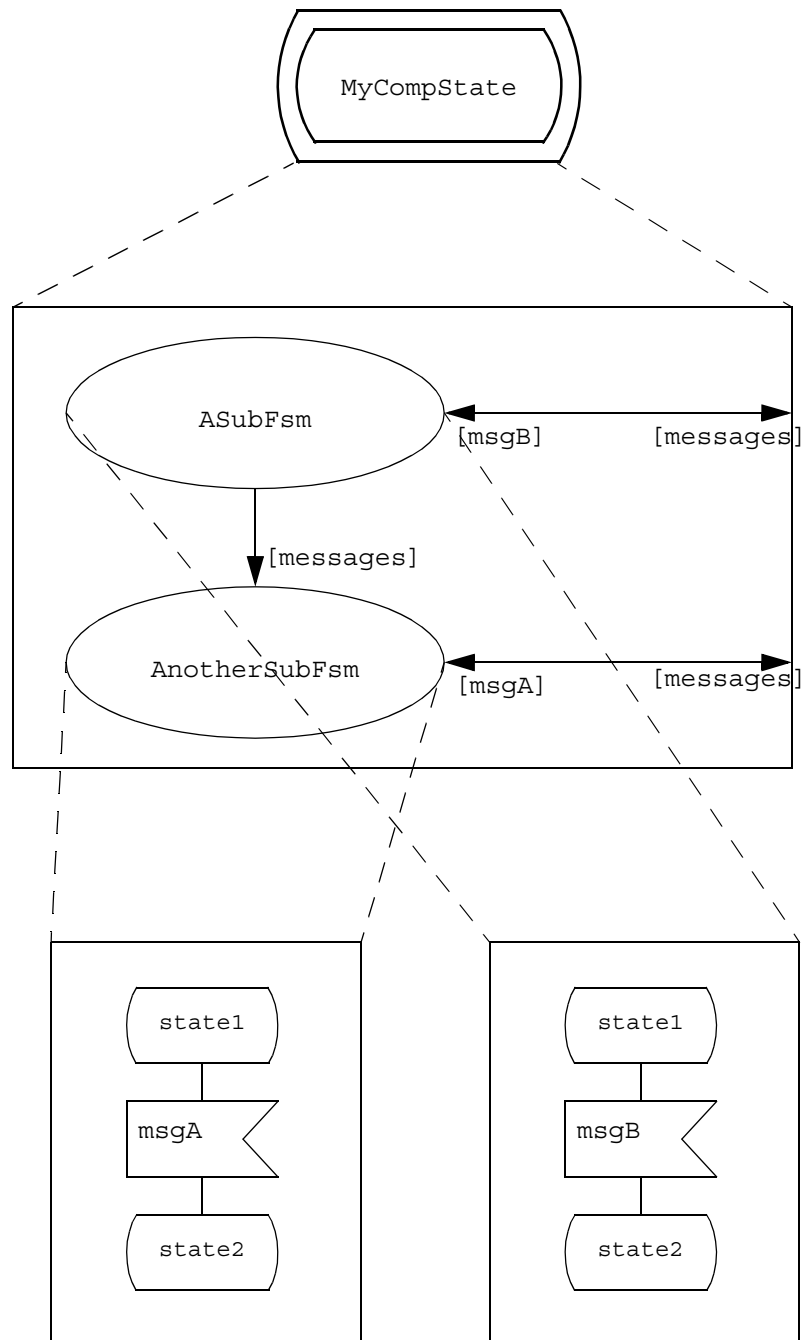 MyCompState
ASubFsm
[msgB]
[messages]
[messages]
AnotherSubFsm
[msgA]
[messages]
state1
msgA
state2
state1
msgB
state2